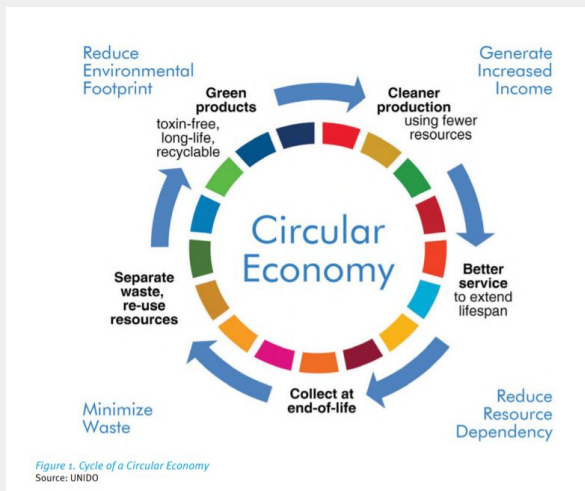 Reduce
Environmental
Footprint
Generate
Increased
Income
Green
products
toxin-free,
long-life,
recyclable
Cleaner
production
using fewer
resources
Circular
Economy
Better
service
to extend
lifespan
Separate
waste,
re-use
resources
Collect at
end-of-life
Minimize
Waste
Reduce
Resource
Dependency
Figure 1. Cycle of a Circular Economy
Source: UNIDO